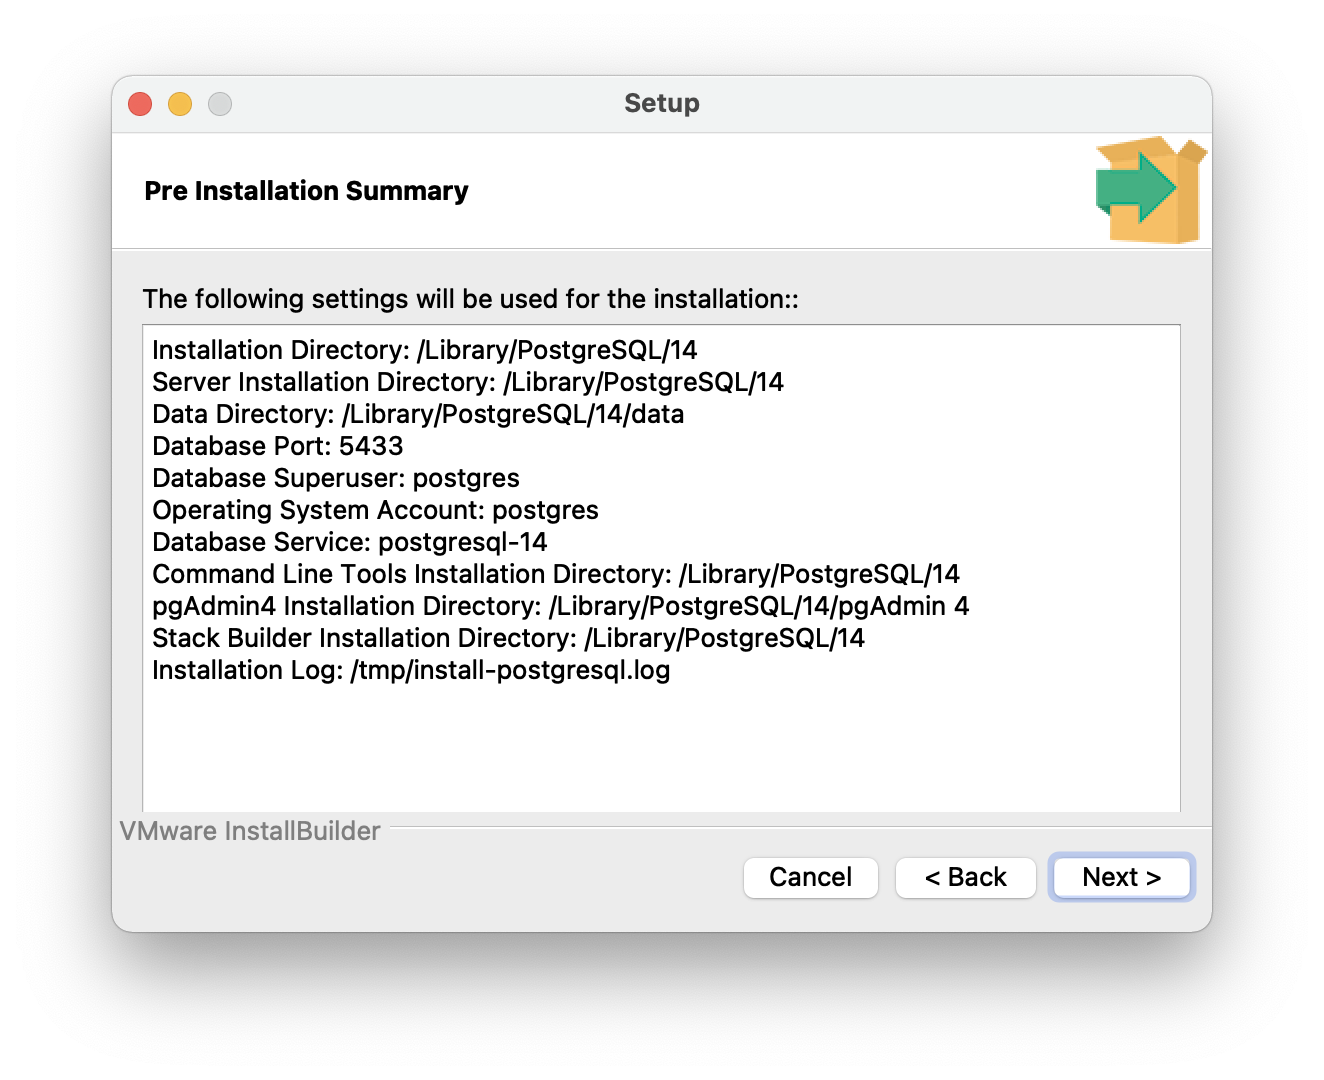 Setup
Pre Installation Summary
The following settings will be used for the installation::
Installation Directory: /Library/PostgreSQL/14
Server Installation Directory: /Library/PostgreSQL/14
Data Directory: /Library/PostgreSQL/14/data
Database Port: 5433
Database Superuser: postgres
Operating System Account: postgres
Database Service: postgresql-14
Command Line Tools Installation Directory: /Library/PostgreSQL/14
pgAdmin4 Installation Directory: /Library/PostgreSQL/14/pgAdmin 4
Stack Builder Installation Directory: /Library/PostgreSQL/14
Installation Log: /tmp/install-postgresql.log
VMware InstallBuilder
Cancel
< Back
Next >